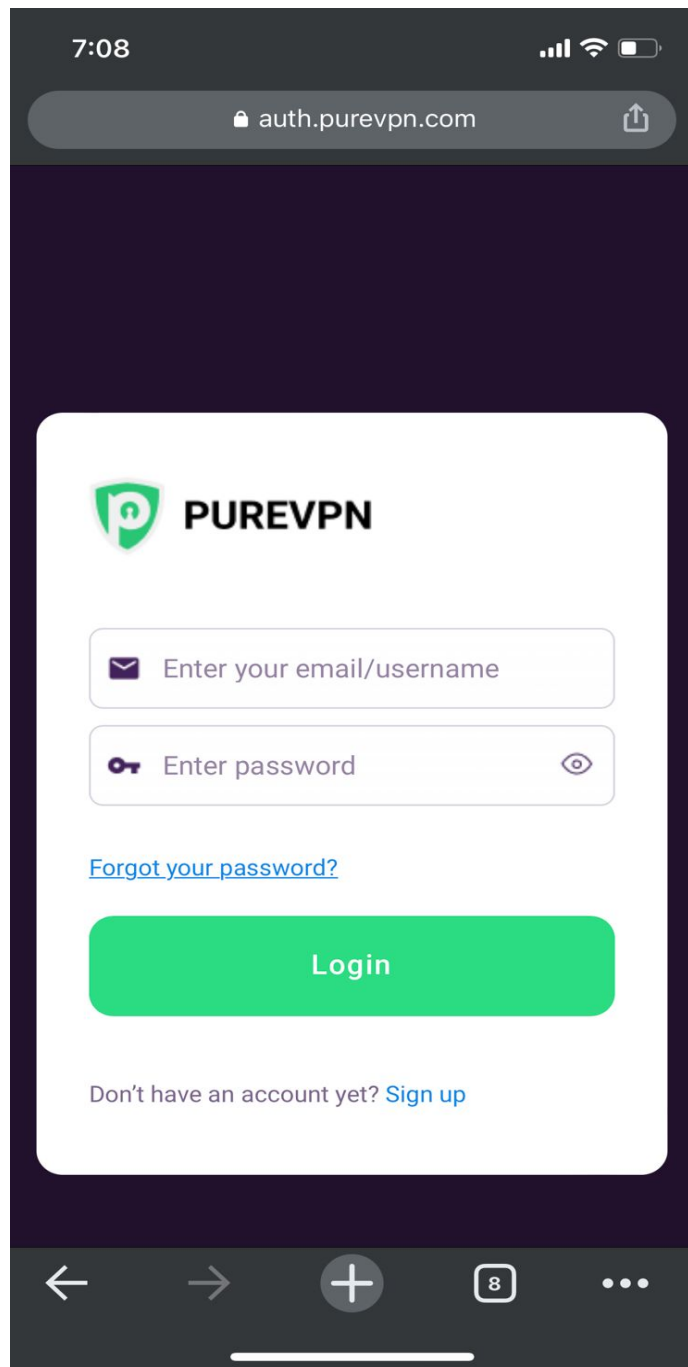 7:08
auth.purevpn.com
PUREVPN
Enter your email/username
Enter password
Forgot your password?
Login
Don't have an account yet? Sign up
8